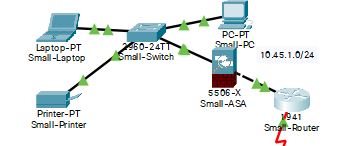 Laptop-PT
Small-Laptop
2960-24TT
Small-Switch
PC-PT
Small-PC
10.45.1.0/24
5506-X
Small-ASA
1941
Small-Router
Printer-PT
Small-Printer